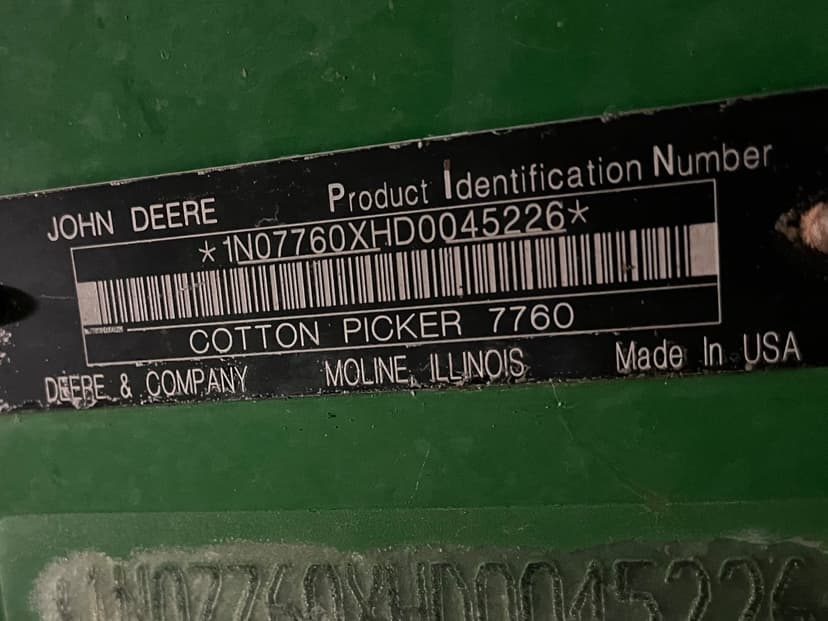 JOHN DEERE Product Identification Number
*1N07760XHD0045226*
COTTON PICKER 7760
DEERE & COMPANY MOLINE, ILLINOIS Made In USA
1N07760XHD0045226